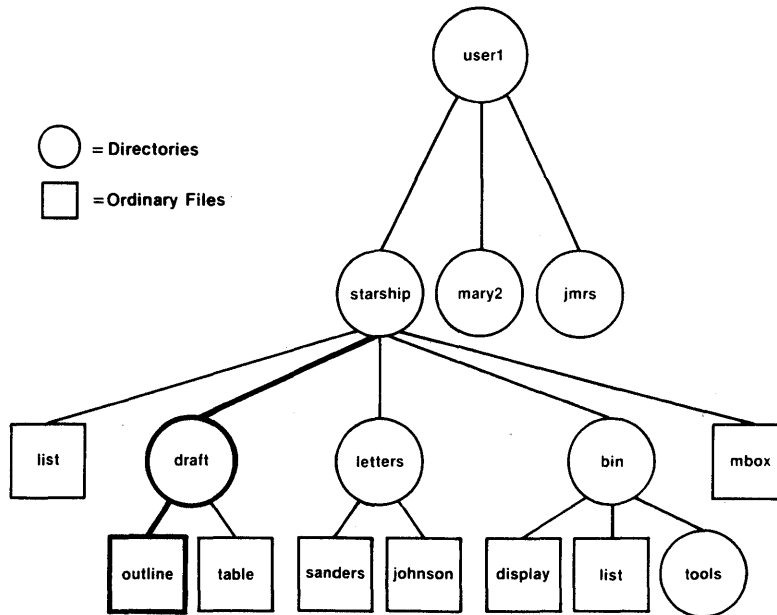 user1
= Directories
= Ordinary Files
starship
mary2
jmrs
list
draft
letters
bin
mbox
outline
table
sanders
johnson
display
list
tools